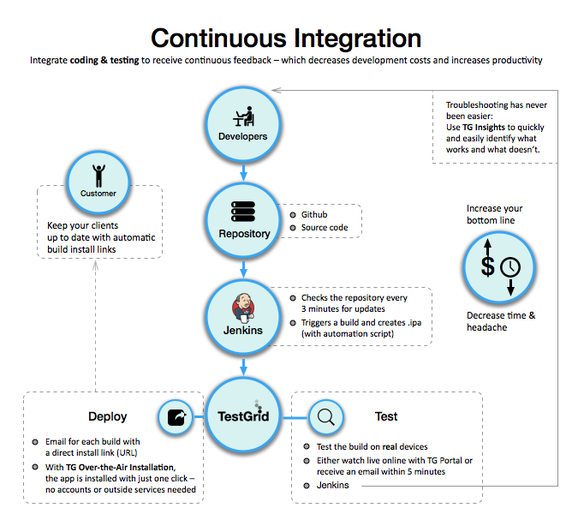 Continuous Integration
Integrate coding & testing to receive continuous feedback – which decreases development costs and increases productivity
Developers
Troubleshooting has never
been easier:
Use TG Insights to quickly
and easily identify what
works and what doesn't.
Customer
Keep your clients
up to date with automatic
build install links
Repository
Github
Source code
Increase your
bottom line
$
Decrease time &
headache
Jenkins
Checks the repository every
3 minutes for updates
Triggers a build and creates .ipa
(with automation script)
Deploy
Email for each build with
a direct install link (URL)
With TG Over-the-Air Installation,
the app is installed with just one click –
no accounts or outside services needed
TestGrid
Test
Test the build on real devices
Either watch live online with TG Portal or
receive an email within 5 minutes
Jenkins